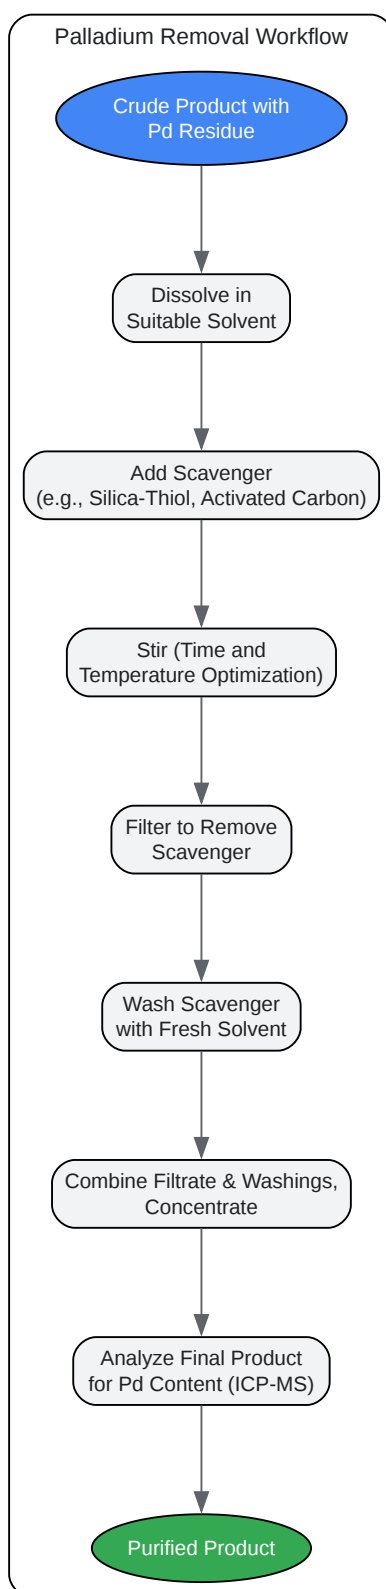 Palladium Removal Workflow
Crude Product with
Pd Residue
Dissolve in
Suitable Solvent
Add Scavenger
(e.g., Silica-Thiol, Activated Carbon)
Stir (Time and
Temperature Optimization)
Filter to Remove
Scavenger
Wash Scavenger
with Fresh Solvent
Combine Filtrate & Washings,
Concentrate
Analyze Final Product
for Pd Content (ICP-MS)
Purified Product